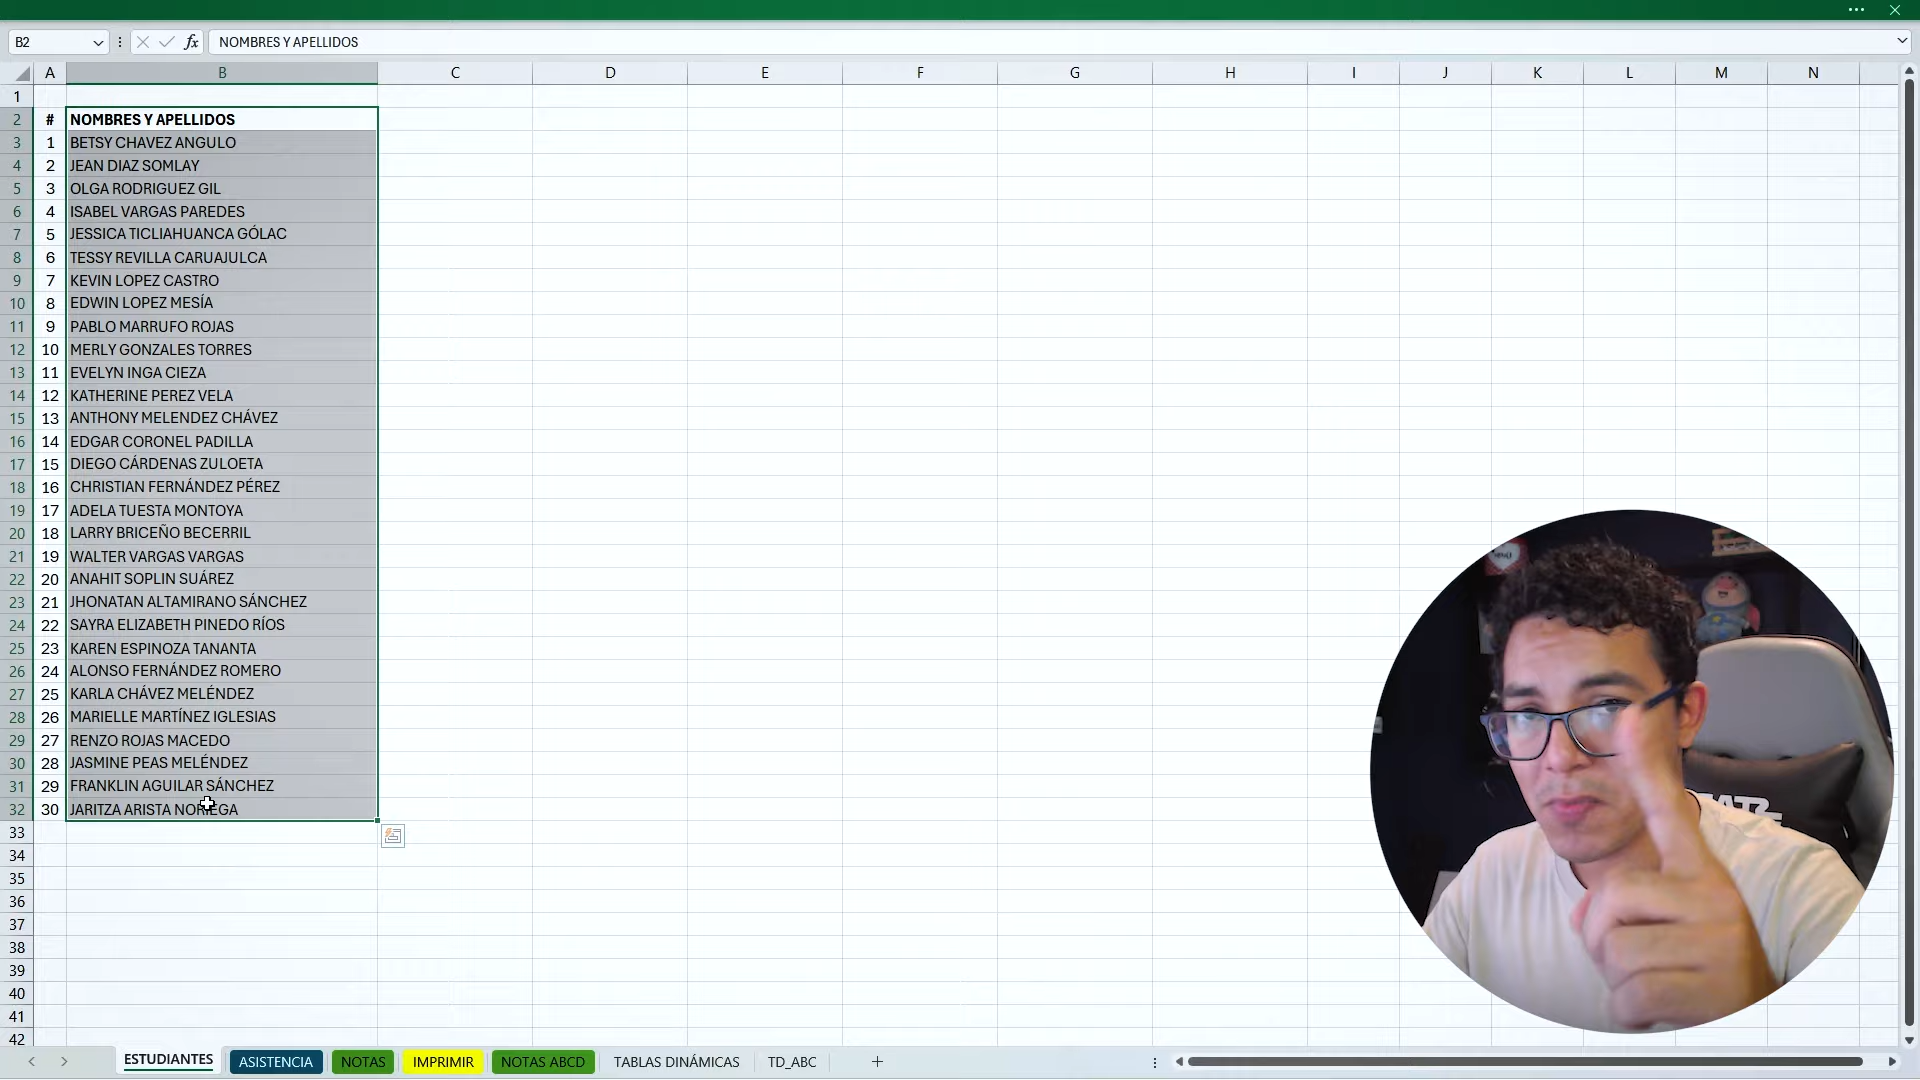 B2
fx
NOMBRES Y APELLIDOS
A B C D E F G H I J K L M N
1
2 # NOMBRES Y APELLIDOS
3 1 BETSY CHAVEZ ANGULO
4 2 JEAN DIAZ SOMLAY
5 3 OLGA RODRIGUEZ GIL
6 4 ISABEL VARGAS PAREDES
7 5 JESSICA TICLIAHUANCA GÓLAC
8 6 TESSY REVILLA CARUAJULCA
9 7 KEVIN LOPEZ CASTRO
10 8 EDWIN LOPEZ MESÍA
11 9 PABLO MARRUFO ROJAS
12 10 MERLY GONZALES TORRES
13 11 EVELYN INGA CIEZA
14 12 KATHERINE PEREZ VELA
15 13 ANTHONY MELENDEZ CHÁVEZ
16 14 EDGAR CORONEL PADILLA
17 15 DIEGO CÁRDENAS ZULOETA
18 16 CHRISTIAN FERNÁNDEZ PÉREZ
19 17 ADELA TUESTA MONTOYA
20 18 LARRY BRICEÑO BECERRIL
21 19 WALTER VARGAS VARGAS
22 20 ANAHIT SOPLIN SUÁREZ
23 21 JHONATAN ALTAMIRANO SÁNCHEZ
24 22 SAYRA ELIZABETH PINEDO RÍOS
25 23 KAREN ESPINOZA TANANTA
26 24 ALONSO FERNÁNDEZ ROMERO
27 25 KARLA CHÁVEZ MELÉNDEZ
28 26 MARIELLE MARTÍNEZ IGLESIAS
29 27 RENZO ROJAS MACEDO
30 28 JASMINE PEAS MELÉNDEZ
31 29 FRANKLIN AGUILAR SÁNCHEZ
32 30 JARITZA ARISTA NORIEGA
33
34
35
36
37
38
39
40
41
42
ESTUDIANTES ASISTENCIA NOTAS IMPRIMIR NOTAS ABCD TABLAS DINÁMICAS TD_ABC